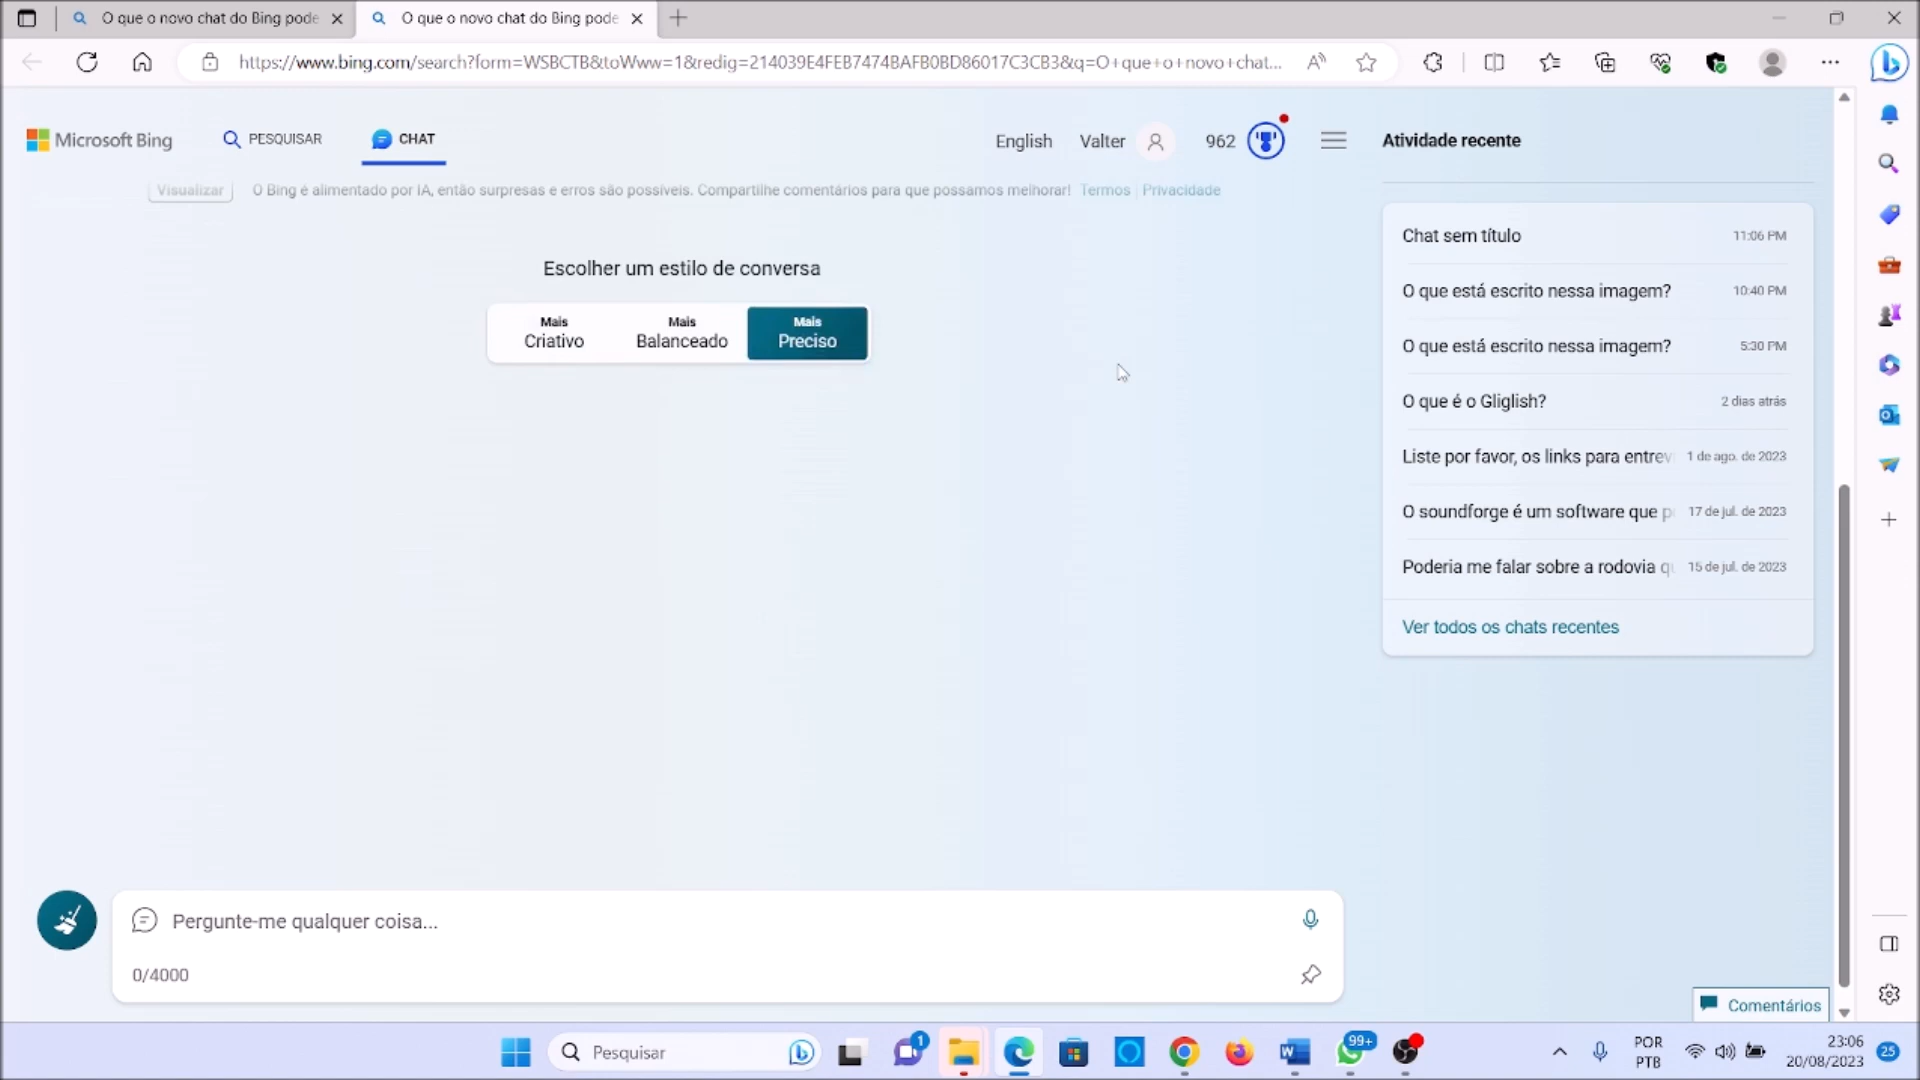 O que o novo chat do Bing pode
O que o novo chat do Bing pode
https://www.bing.com/search?form=WSBCTB&toWww=1&redig=214039E4FEB7474BAFB0BD86017C3CB3&q=O+que+o+novo+chat...
Microsoft Bing
PESQUISAR
CHAT
English
Valter
962
Atividade recente
Visualizar
O Bing é alimentado por IA, então surpresas e erros são possíveis. Compartilhe comentários para que possamos melhorar! Termos | Privacidade
Escolher um estilo de conversa
Mais
Criativo
Mais
Balanceado
Mais
Preciso
Chat sem título 11:06 PM
O que está escrito nessa imagem? 10:40 PM
O que está escrito nessa imagem? 5:30 PM
O que é o Gliglish? 2 dias atrás
Liste por favor, os links para entrev 1 de ago. de 2023
O soundforge é um software que p 17 de jul. de 2023
Poderia me falar sobre a rodovia q 15 de jul. de 2023
Ver todos os chats recentes
Pergunte-me qualquer coisa...
0/4000
Comentários
Pesquisar
1
99+
POR
PTB
23:06
20/08/2023
25